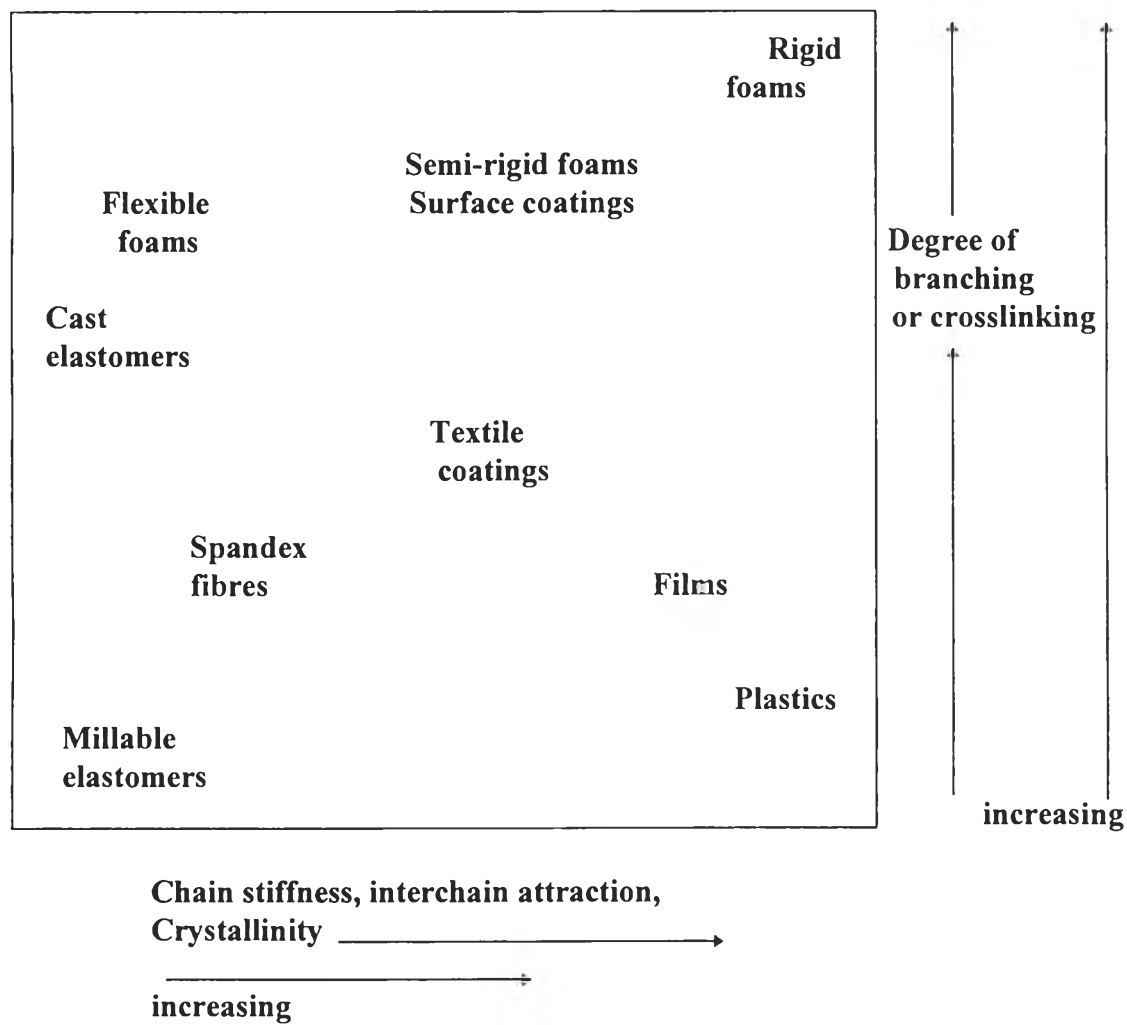 Rigid
foams
Semi-rigid foams
Surface coatings
Flexible
foams
Cast
elastomers
Textile
coatings
Spandex
fibres
Films
Plastics
Millable
elastomers
Degree of
branching
or crosslinking
increasing
Chain stiffness, interchain attraction,
Crystallinity
increasing